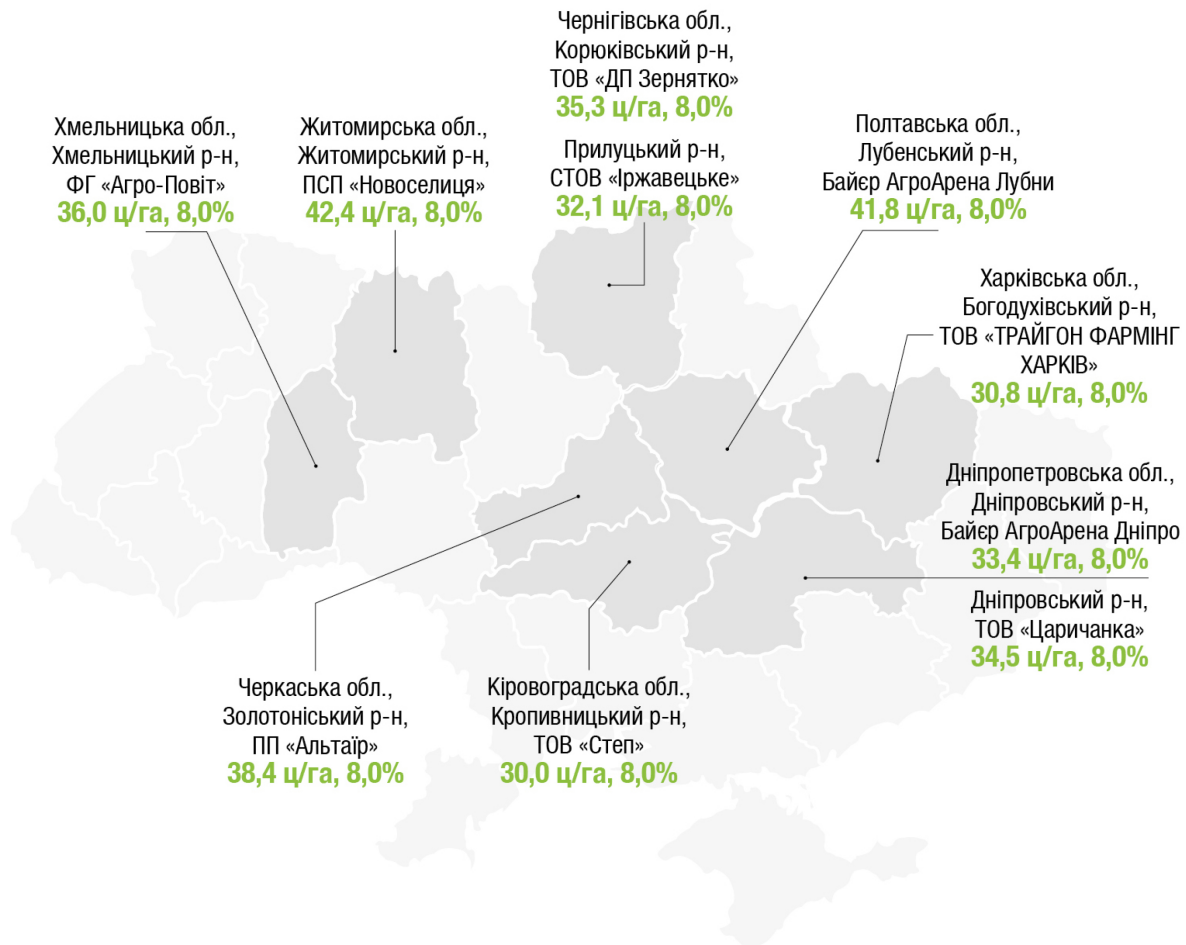 Чернігівська обл.,
Корюківський р-н,
ТОВ «ДП Зернятко»
35,3 ц/га, 8,0%
Прилуцький р-н,
СТОВ «Іржавецьке»
32,1 ц/га, 8,0%
Хмельницька обл.,
Хмельницький р-н,
ФГ «Агро-Повіт»
36,0 ц/га, 8,0%
Житомирська обл.,
Житомирський р-н,
ПСП «Новоселиця»
42,4 ц/га, 8,0%
Полтавська обл.,
Лубенський р-н,
Байєр АгроАрена Лубни
41,8 ц/га, 8,0%
Харківська обл.,
Богодухівський р-н,
ТОВ «ТРАЙГОН ФАРМІНГ
ХАРКІВ»
30,8 ц/га, 8,0%
Дніпропетровська обл.,
Дніпровський р-н,
Байєр АгроАрена Дніпро
33,4 ц/га, 8,0%
Дніпровський р-н,
ТОВ «Царичанка»
34,5 ц/га, 8,0%
Черкаська обл.,
Золотоніський р-н,
ПП «Альтаїр»
38,4 ц/га, 8,0%
Кіровоградська обл.,
Кропивницький р-н,
ТОВ «Степ»
30,0 ц/га, 8,0%